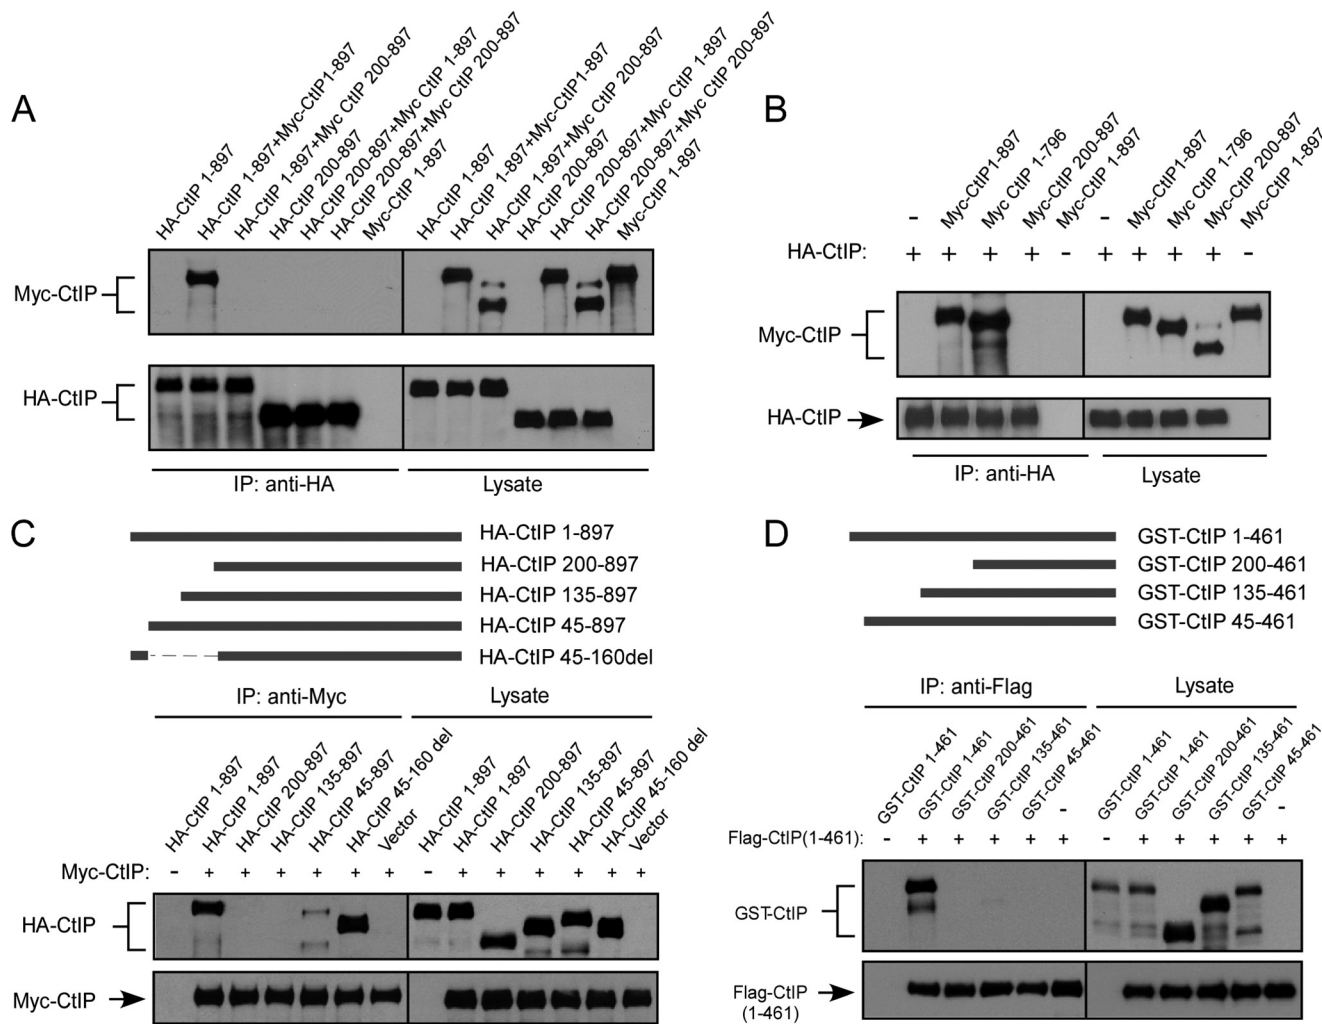 A
HA-CtIP 1-897
HA-CtIP 1-897+Myc-CtIP1-897
HA-CtIP 1-897+Myc CtIP 200-897
HA-CtIP 200-897
HA-CtIP 200-897+Myc CtIP 1-897
HA-CtIP 200-897+Myc CtIP 200-897
Myc-CtIP 1-897
HA-CtIP 1-897
HA-CtIP 1-897+Myc-CtIP1-897
HA-CtIP 1-897+Myc CtIP 200-897
HA-CtIP 200-897
HA-CtIP 200-897+Myc CtIP 1-897
HA-CtIP 200-897+Myc CtIP 200-897
Myc-CtIP 1-897
Myc-CtIP
HA-CtIP
IP: anti-HA
Lysate
B
-
Myc-CtIP1-897
Myc CtIP 1-796
Myc-CtIP 200-897
Myc-CtIP 1-897
-
Myc-CtIP1-897
Myc CtIP 1-796
Myc-CtIP 200-897
Myc-CtIP 1-897
HA-CtIP: + + + + - + + + + -
Myc-CtIP
HA-CtIP
IP: anti-HA
Lysate
C
HA-CtIP 1-897
HA-CtIP 200-897
HA-CtIP 135-897
HA-CtIP 45-897
HA-CtIP 45-160del
IP: anti-Myc
Lysate
HA-CtIP 1-897
HA-CtIP 1-897
HA-CtIP 200-897
HA-CtIP 135-897
HA-CtIP 45-897
HA-CtIP 45-160 del
Vector
HA-CtIP 1-897
HA-CtIP 1-897
HA-CtIP 200-897
HA-CtIP 135-897
HA-CtIP 45-897
HA-CtIP 45-160 del
Vector
Myc-CtIP: - + + + + + + - + + + + + +
HA-CtIP
Myc-CtIP
D
GST-CtIP 1-461
GST-CtIP 200-461
GST-CtIP 135-461
GST-CtIP 45-461
IP: anti-Flag
Lysate
GST-CtIP 1-461
GST-CtIP 1-461
GST-CtIP 200-461
GST-CtIP 135-461
GST-CtIP 45-461
-
GST-CtIP 1-461
GST-CtIP 1-461
GST-CtIP 200-461
GST-CtIP 135-461
GST-CtIP 45-461
-
Flag-CtIP(1-461): - + + + + + - + + + + +
GST-CtIP
Flag-CtIP
(1-461)